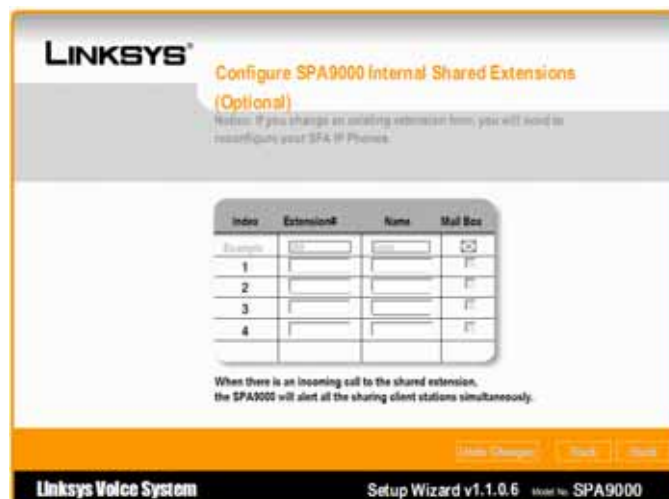 LINKSYS®
Configure SPA9000 Internal Shared Extensions
(Optional)
Notice: If you change an existing extension here, you will need to
reconfigure your SPA IP Phones.
Index Extension# Name Mail Box
Example
1
2
3
4
When there is an incoming call to the shared extension,
the SPA9000 will alert all the sharing client stations simultaneously.
Undo Changes Back Next
Linksys Voice System Setup Wizard v1.1.0.6 Model No. SPA9000